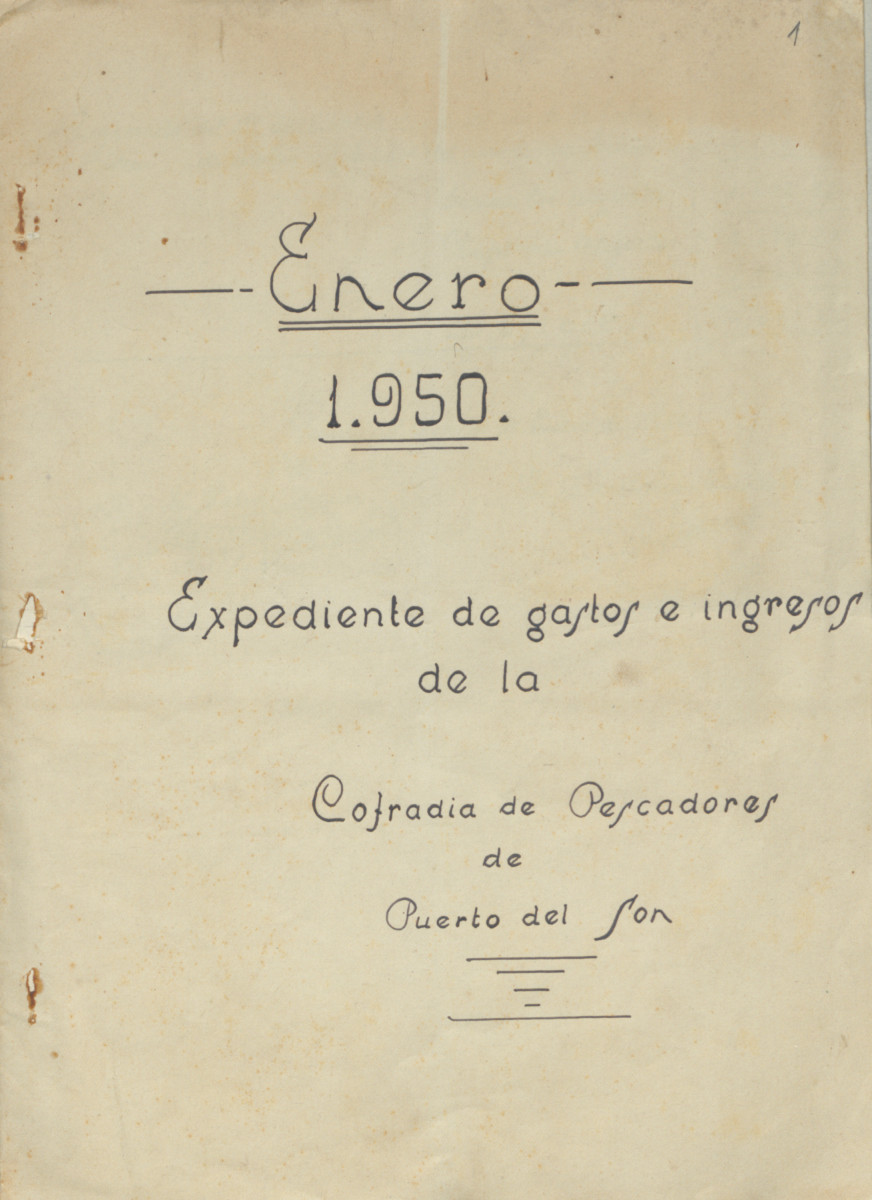 1
—- Enero -—
1.950.
Expediente de gastos e ingresos
de la
Cofradia de Pescadores
de
Puerto del Son